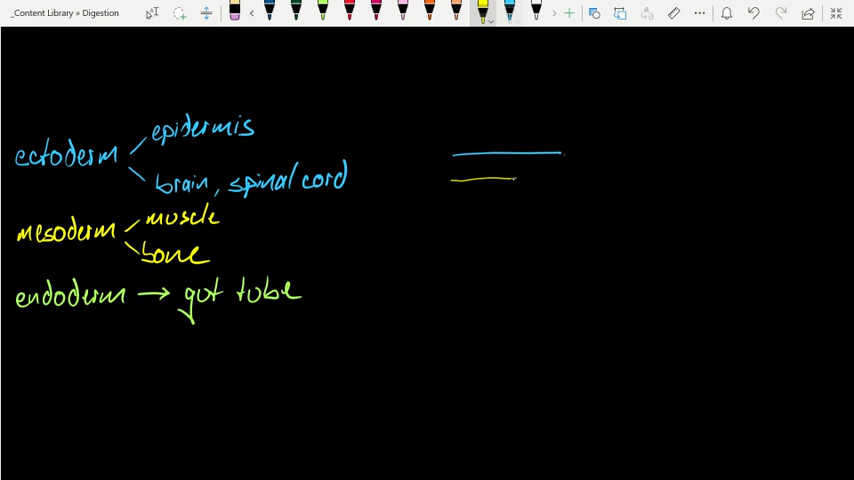 _Content Library » Digestion
epidermis
ectoderm
brain, spinal cord
muscle
mesoderm
bone
endoderm → gut tube